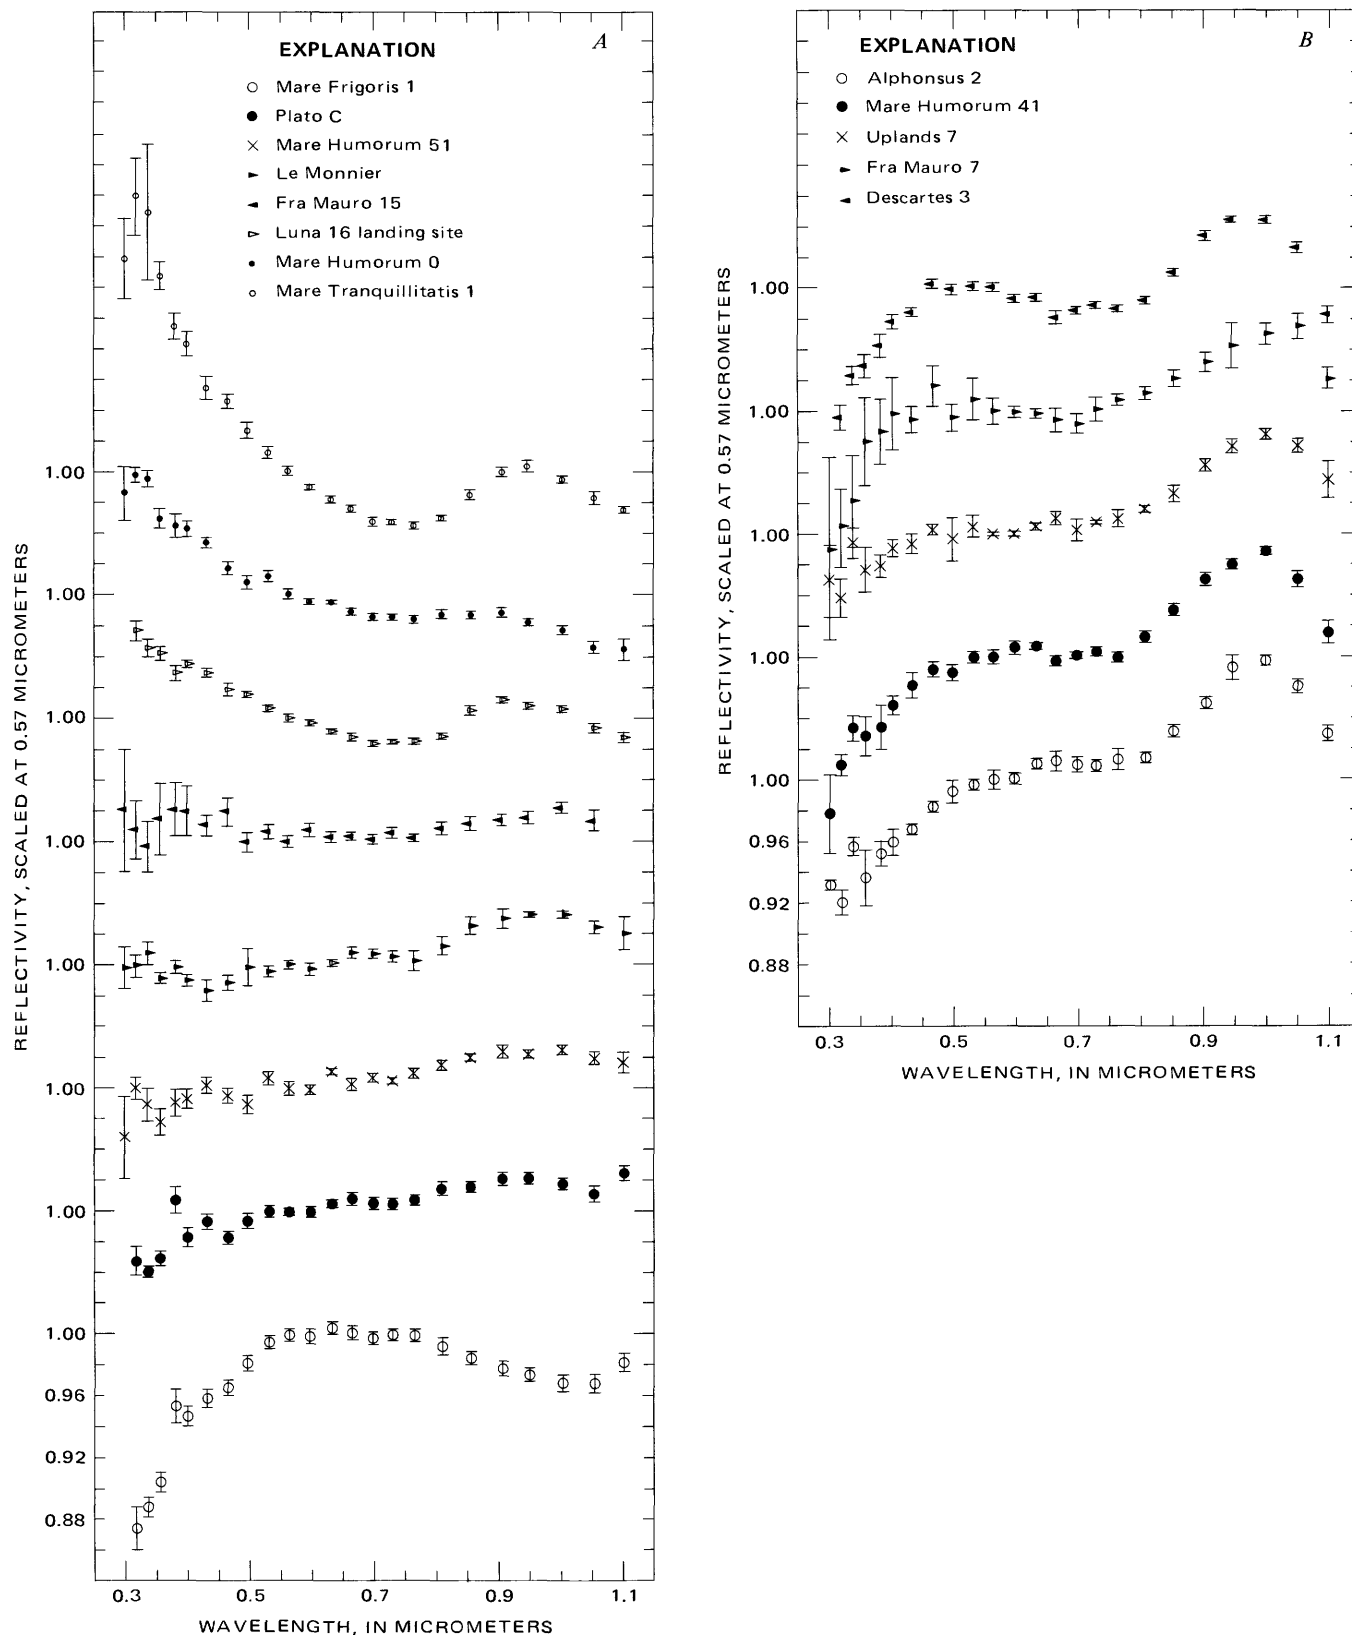 A
EXPLANATION
Mare Frigoris 1
Plato C
Mare Humorum 51
Le Monnier
Fra Mauro 15
Luna 16 landing site
Mare Humorum 0
Mare Tranquillitatis 1
REFLECTIVITY, SCALED AT 0.57 MICROMETERS
1.00
1.00
1.00
1.00
1.00
1.00
1.00
1.00
0.96
0.92
0.88
0.3 0.5 0.7 0.9 1.1
WAVELENGTH, IN MICROMETERS
B
EXPLANATION
Alphonsus 2
Mare Humorum 41
Uplands 7
Fra Mauro 7
Descartes 3
REFLECTIVITY, SCALED AT 0.57 MICROMETERS
1.00
1.00
1.00
1.00
1.00
0.96
0.92
0.88
0.3 0.5 0.7 0.9 1.1
WAVELENGTH, IN MICROMETERS